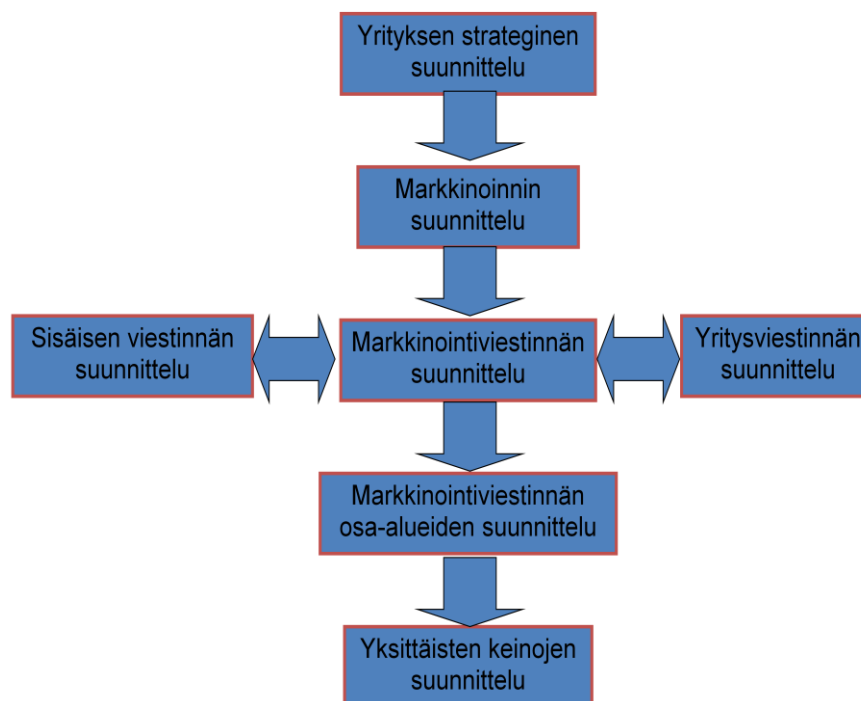 Yrityksen strateginen
suunnittelu
Markkinoinnin
suunnittelu
Sisäisen viestinnän
suunnittelu
Markkinointiviestinnän
suunnittelu
Yritysviestinnän
suunnittelu
Markkinointiviestinnän
osa-alueiden suunnittelu
Yksittäisten keinojen
suunnittelu